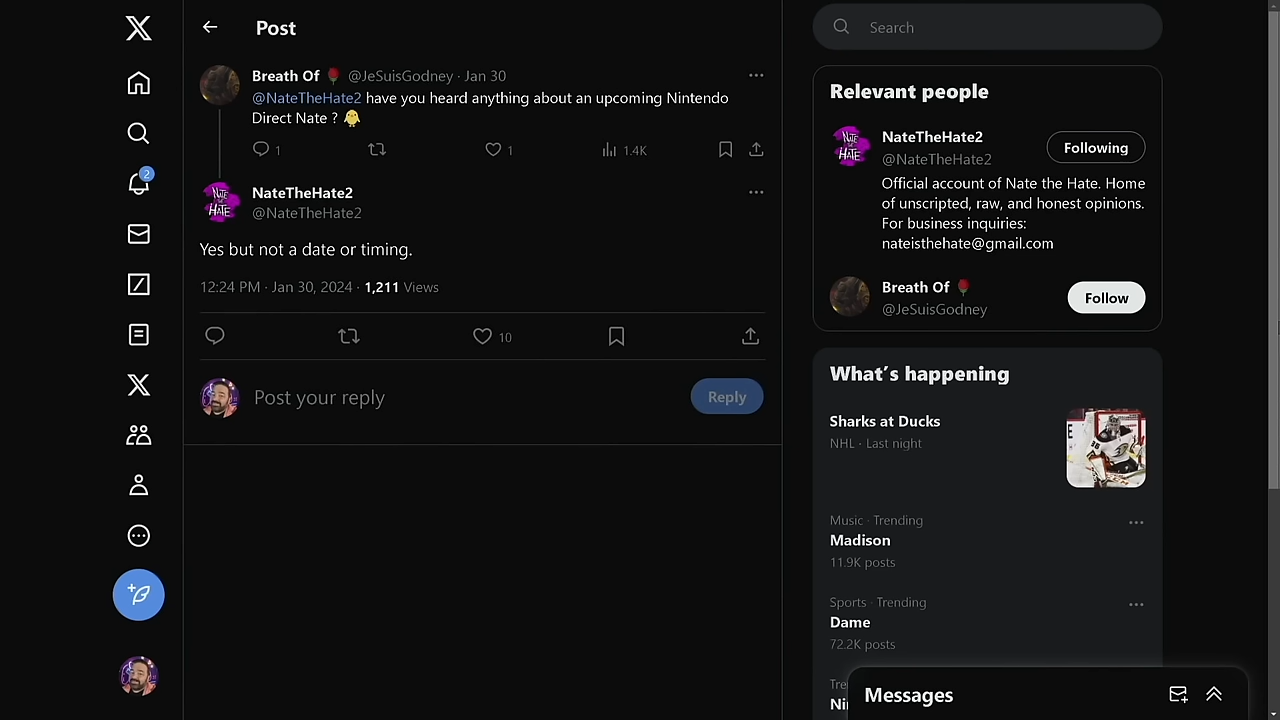 Post
Breath Of 🌹 @JeSuisGodney · Jan 30
@NateTheHate2 have you heard anything about an upcoming Nintendo
Direct Nate ? 🐥
1
1
1.4K
NateTheHate2
@NateTheHate2
Yes but not a date or timing.
12:24 PM · Jan 30, 2024 · 1,211 Views
10
Post your reply
Reply
2
Search
Relevant people
NateTheHate2
@NateTheHate2
Following
Official account of Nate the Hate. Home
of unscripted, raw, and honest opinions.
For business inquiries:
nateisthehate@gmail.com
Breath Of 🌹
@JeSuisGodney
Follow
What's happening
Sharks at Ducks
NHL · Last night
Music · Trending
Madison
11.9K posts
Sports · Trending
Dame
72.2K posts
Messages